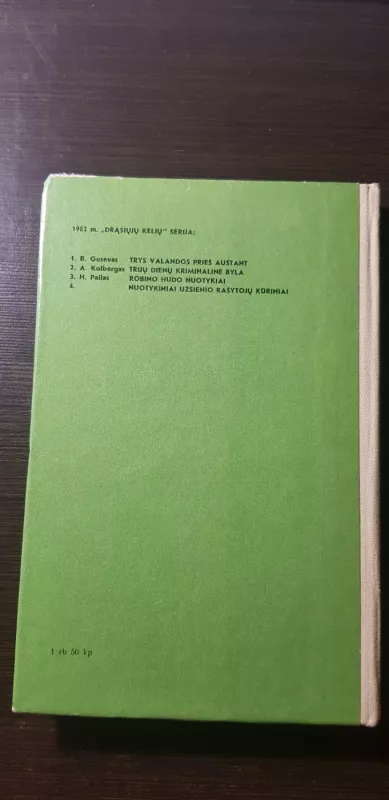 1982 m. „DRĄSIŲJŲ KELIŲ" SERIJA:
1. B. Gusevas TRYS VALANDOS PRIEŠ AUŠTANT
2. A. Kolbergas TRIJŲ DIENŲ KRIMINALINĖ BYLA
3. H. Pailas ROBINO HUDO NUOTYKIAI
4. NUOTYKINIAI UŽSIENIO RAŠYTOJŲ KŪRINIAI
1 rb 50 kp